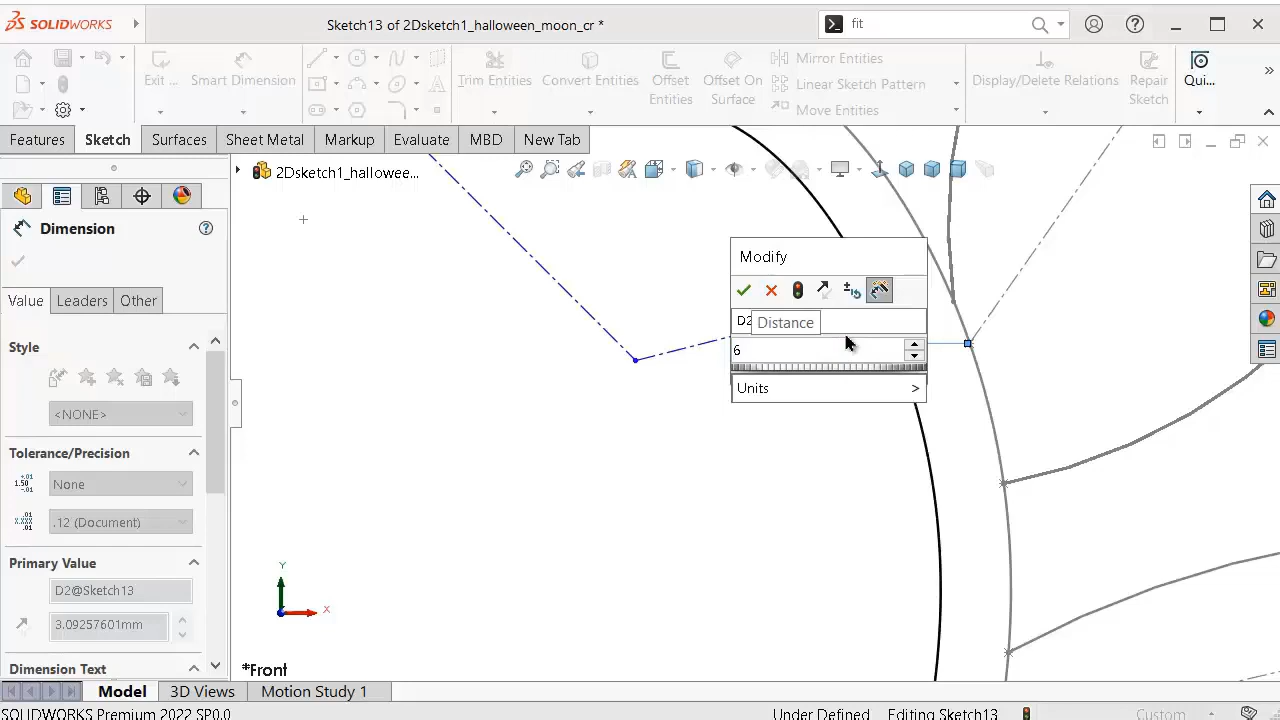 SOLIDWORKS
Sketch13 of 2Dsketch1_halloween_moon_cr *
fit
Exit ...
Smart Dimension
Trim Entities
Convert Entities
Offset Entities
Offset On Surface
Mirror Entities
Linear Sketch Pattern
Move Entities
Display/Delete Relations
Repair Sketch
Qui...
Features
Sketch
Surfaces
Sheet Metal
Markup
Evaluate
MBD
New Tab
2Dsketch1_hallowee...
Dimension
Value
Leaders
Other
Style
<NONE>
Tolerance/Precision
None
.12 (Document)
Primary Value
D2@Sketch13
3.09257601mm
Dimension Text
Modify
D2
Distance
6
Units
Y
X
*Front
Model
3D Views
Motion Study 1
SOLIDWORKS Premium 2022 SP0.0
Under Defined
Editing Sketch13
Custom